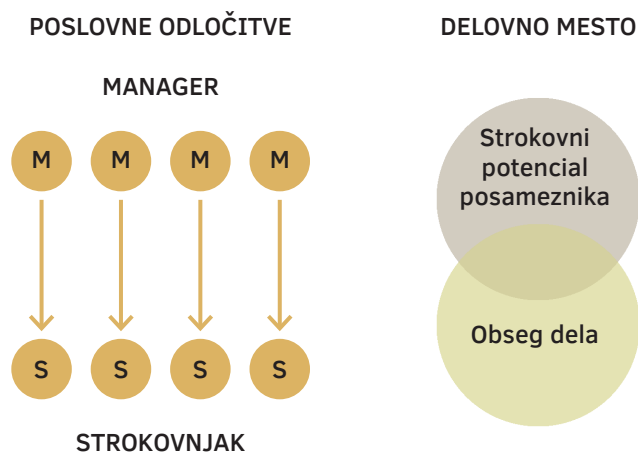 POSLOVNE ODLOČITVE
MANAGER
M M M M
S S S S
STROKOVNJAK
DELOVNO MESTO
Strokovni
potencial
posameznika
Obseg dela